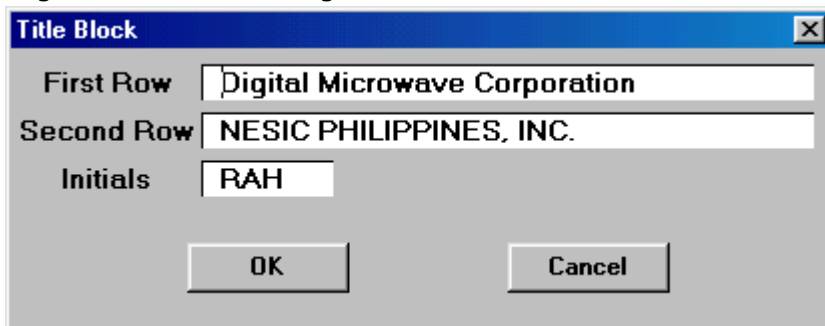 Title Block
First Row Digital Microwave Corporation
Second Row NESIC PHILIPPINES, INC.
Initials RAH
OK Cancel